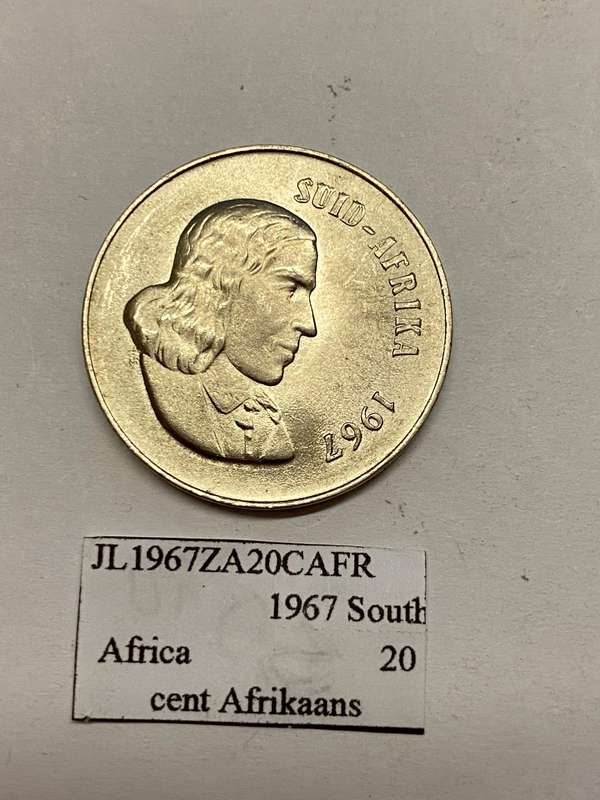 SUID-AFRIKA 1967
JL1967ZA20CAFR
1967 South
Africa 20
cent Afrikaans